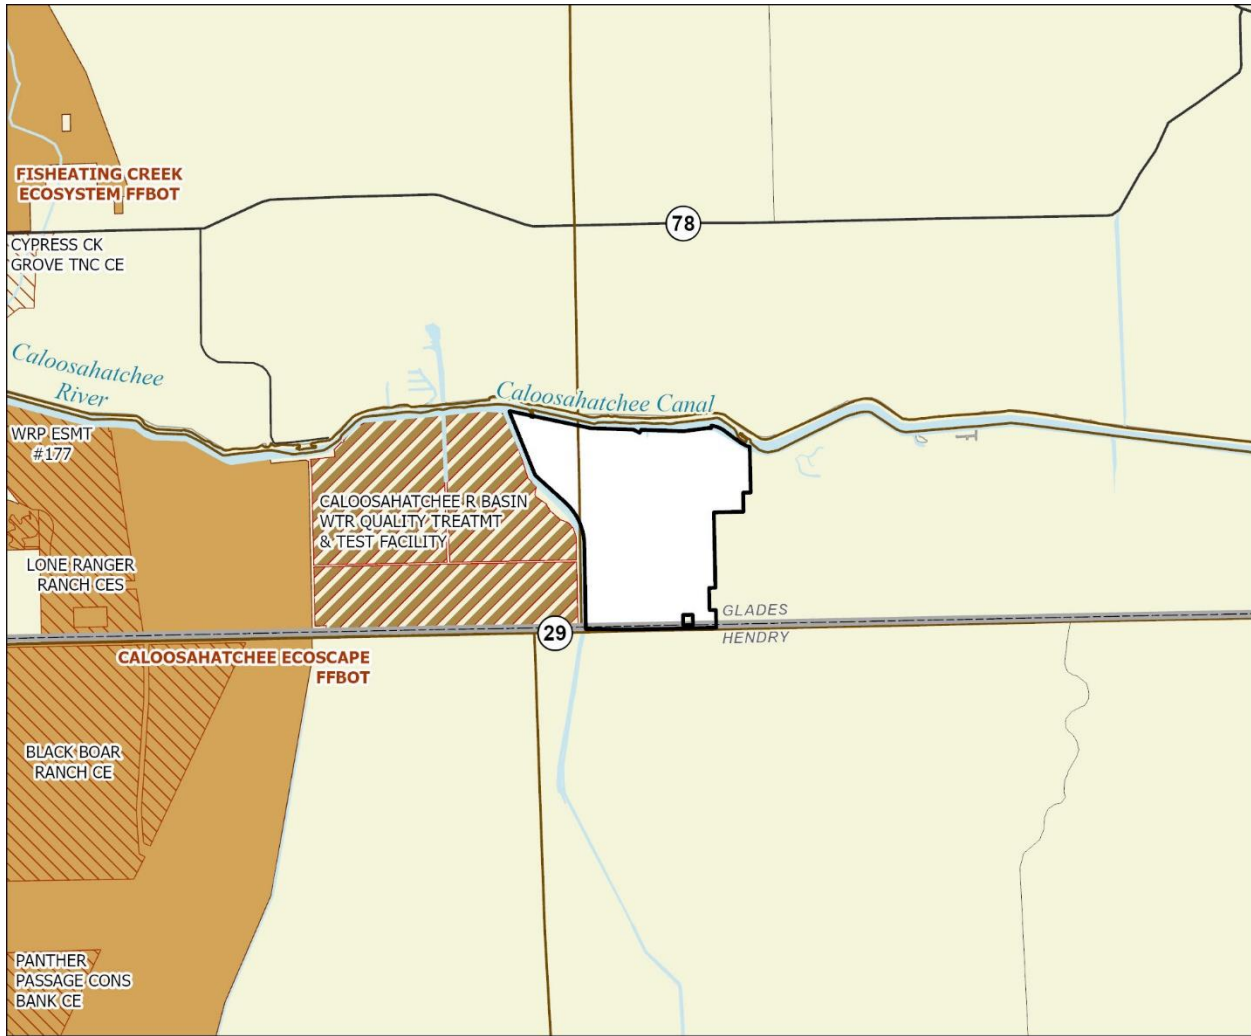 FISHEATING CREEK
ECOSYSTEM FFBOT
78
CYPRESS CK
GROVE TNC CE
Caloosahatchee
River
Caloosahatchee Canal
WRP ESMT
#177
CALOOSAHATCHEE R BASIN
WTR QUALITY TREATMT
& TEST FACILITY
LONE RANGER
RANCH CES
GLADES
29
HENDRY
CALOOSAHATCHEE ECOSCAPE
FFBOT
BLACK BOAR
RANCH CE
PANTHER
PASSAGE CONS
BANK CE